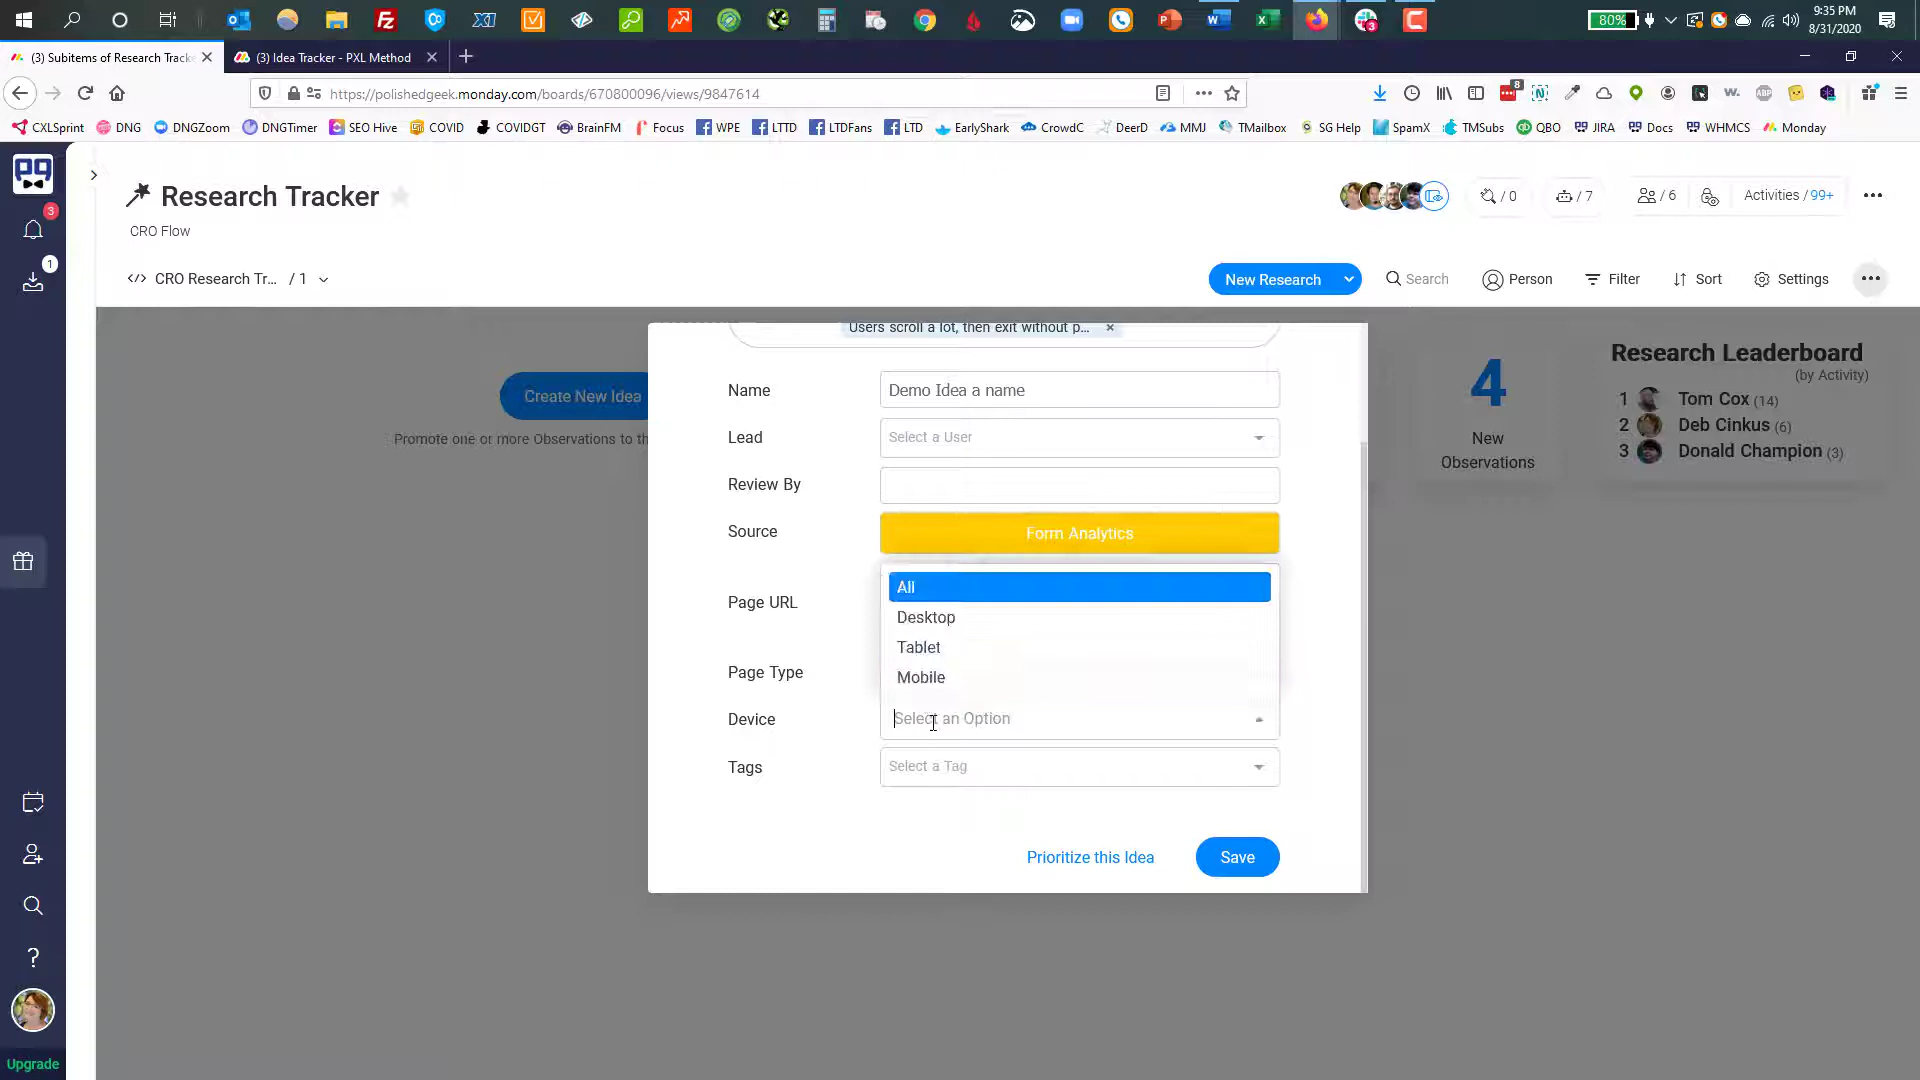 80%
9:35 PM
8/31/2020
(3) Subitems of Research Tracke
(3) Idea Tracker - PXL Method
https://polishedgeek.monday.com/boards/670800096/views/9847614
8
CXLSprint
DNG
DNGZoom
DNGTimer
SEO Hive
COVID
COVIDGT
BrainFM
Focus
WPE
LTTD
LTDFans
LTD
EarlyShark
CrowdC
DeerD
MMJ
TMailbox
SG Help
SpamX
TMSubs
QBO
JIRA
Docs
WHMCS
Monday
3
1
Upgrade
Research Tracker
CRO Flow
/ 0
/ 7
/ 6
Activities / 99+
CRO Research Tr... / 1
New Research
Search
Person
Filter
Sort
Settings
Create New Idea
Promote one or more Observations to th
Users scroll a lot, then exit without p... ×
Name
Demo Idea a name
Lead
Select a User
Review By
Source
Form Analytics
Page URL
All
Desktop
Tablet
Mobile
Page Type
Device
Select an Option
Tags
Select a Tag
Prioritize this Idea
Save
4
New
Observations
Research Leaderboard
(by Activity)
1 Tom Cox (14)
2 Deb Cinkus (6)
3 Donald Champion (3)